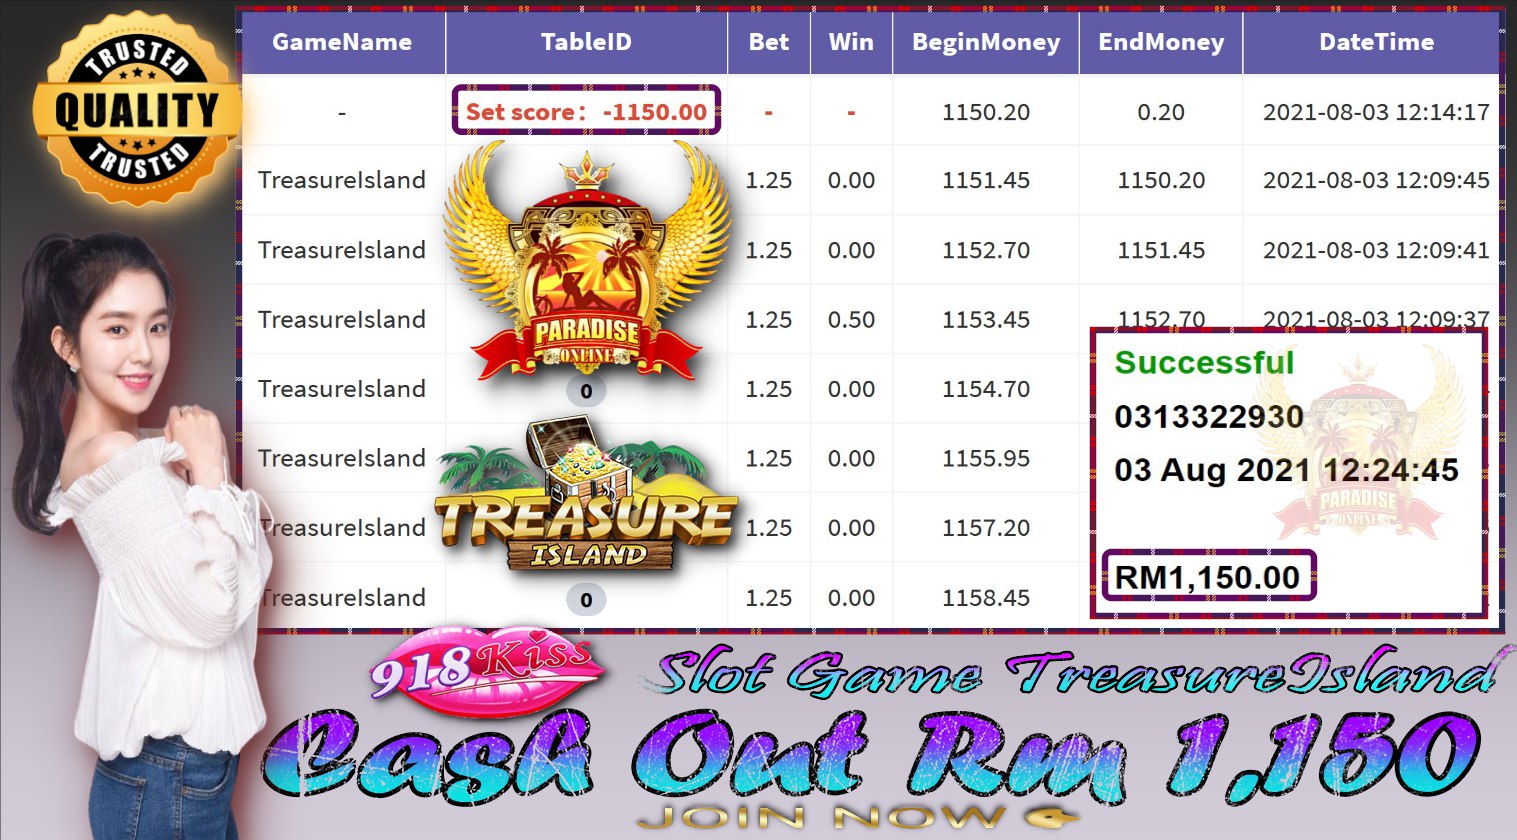 TRUSTED
QUALITY
TRUSTED
GameName TableID Bet Win BeginMoney EndMoney DateTime
- Set score: -1150.00 - - 1150.20 0.20 2021-08-03 12:14:17
TreasureIsland 1.25 0.00 1151.45 1150.20 2021-08-03 12:09:45
TreasureIsland 1.25 0.00 1152.70 1151.45 2021-08-03 12:09:41
TreasureIsland 1.25 0.50 1153.45 1152.70 2021-08-03 12:09:37
PARADISE
ONLINE
TreasureIsland 0 1.25 0.00 1154.70
TreasureIsland 1.25 0.00 1155.95
TreasureIsland 1.25 0.00 1157.20
TREASURE
ISLAND
TreasureIsland 0 1.25 0.00 1158.45
Successful
0313322930
03 Aug 2021 12:24:45
PARADISE
ONLINE
RM1,150.00
918Kiss
Slot Game TreasureIsland
Cash Out Rm 1,150
JOIN NOW